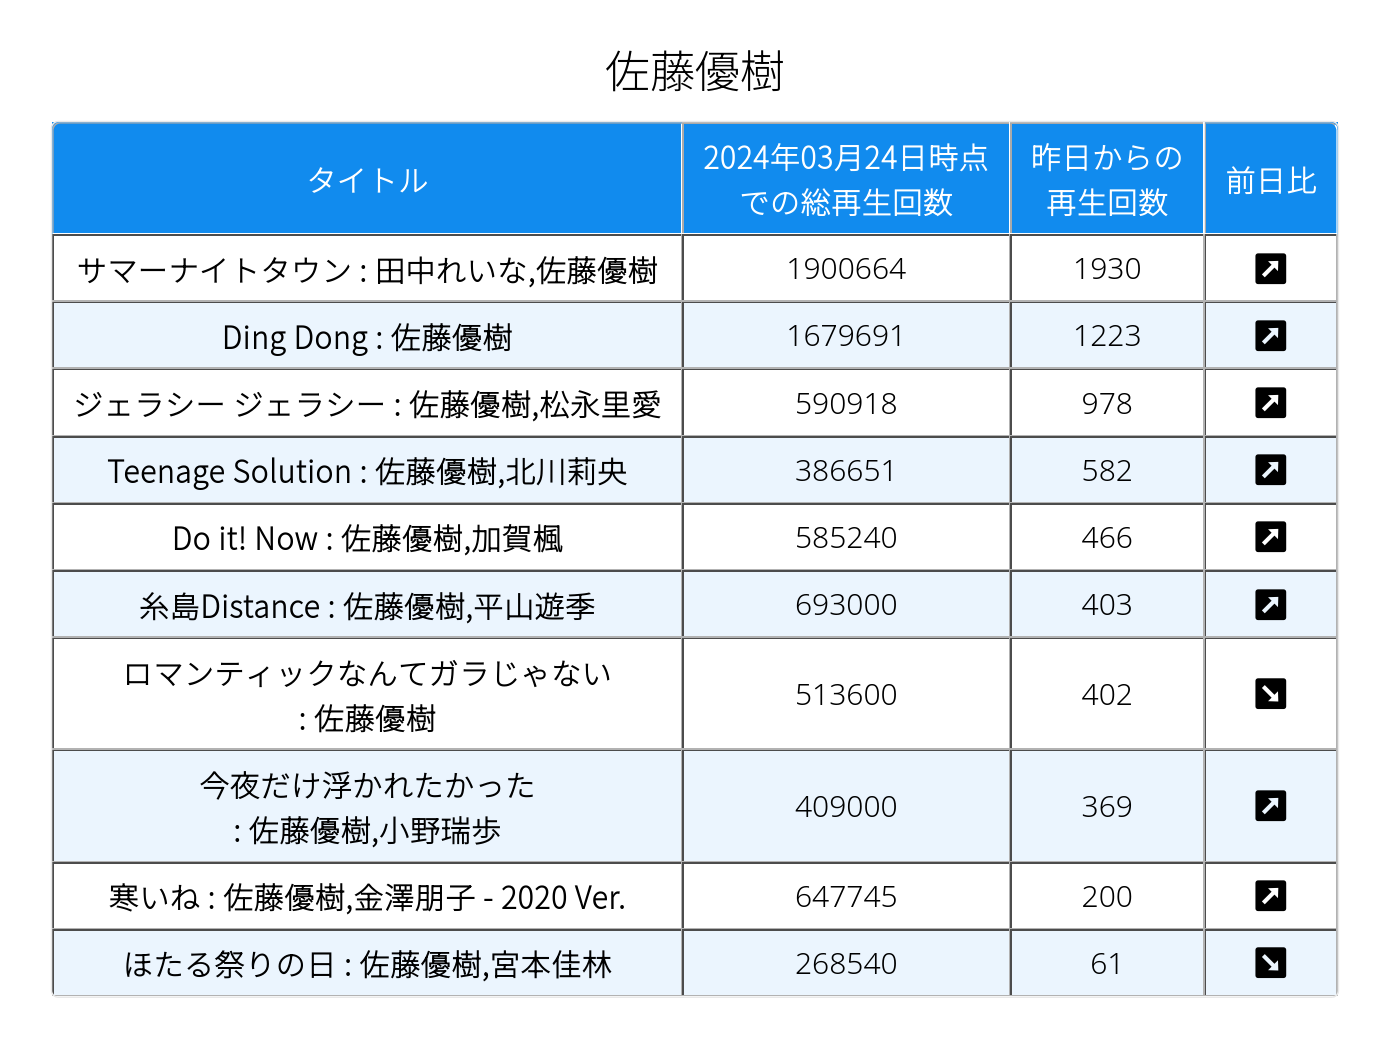 佐藤優樹
タイトル
2024年03月24日時点
での総再生回数
昨日からの
再生回数
前日比
サマーナイトタウン : 田中れいな,佐藤優樹 1900664 1930
Ding Dong : 佐藤優樹 1679691 1223
ジェラシー ジェラシー : 佐藤優樹,松永里愛 590918 978
Teenage Solution : 佐藤優樹,北川莉央 386651 582
Do it! Now : 佐藤優樹,加賀楓 585240 466
糸島Distance : 佐藤優樹,平山遊季 693000 403
ロマンティックなんてガラじゃない
: 佐藤優樹 513600 402
今夜だけ浮かれたかった
: 佐藤優樹,小野瑞歩 409000 369
寒いね : 佐藤優樹,金澤朋子 - 2020 Ver. 647745 200
ほたる祭りの日 : 佐藤優樹,宮本佳林 268540 61